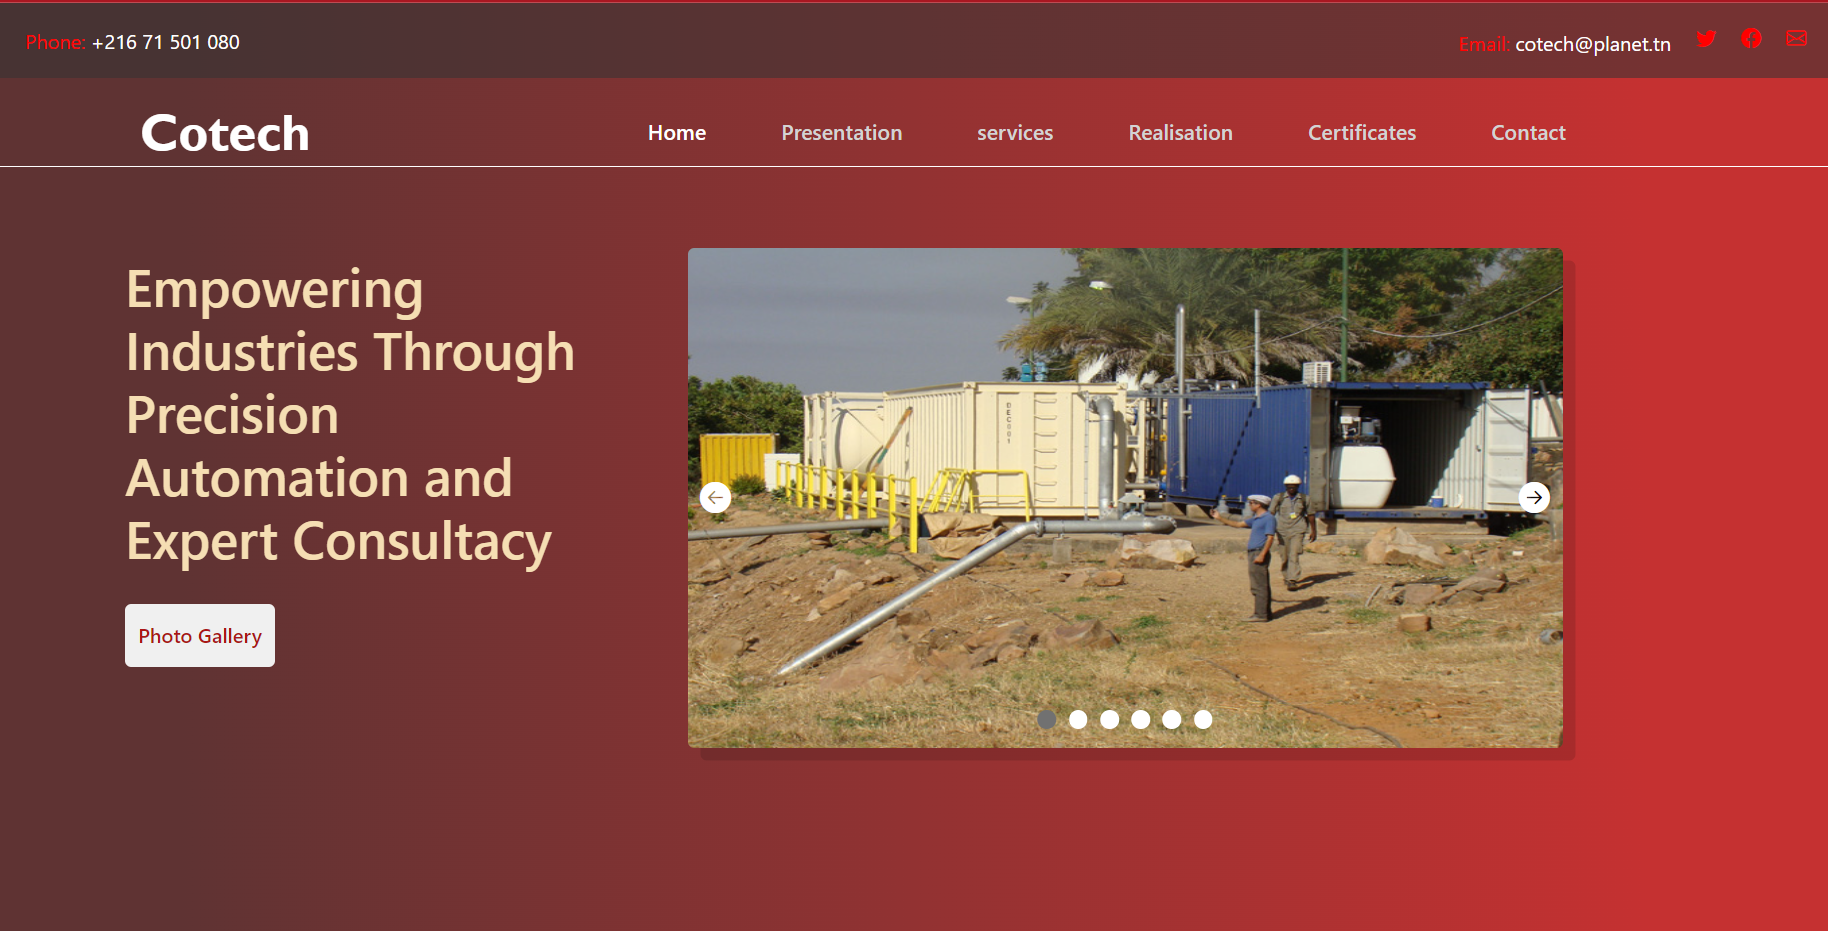 Phone: +216 71 501 080
Email: cotech@planet.tn
Cotech
Home
Presentation
services
Realisation
Certificates
Contact
Empowering
Industries Through
Precision
Automation and
Expert Consultacy
Photo Gallery